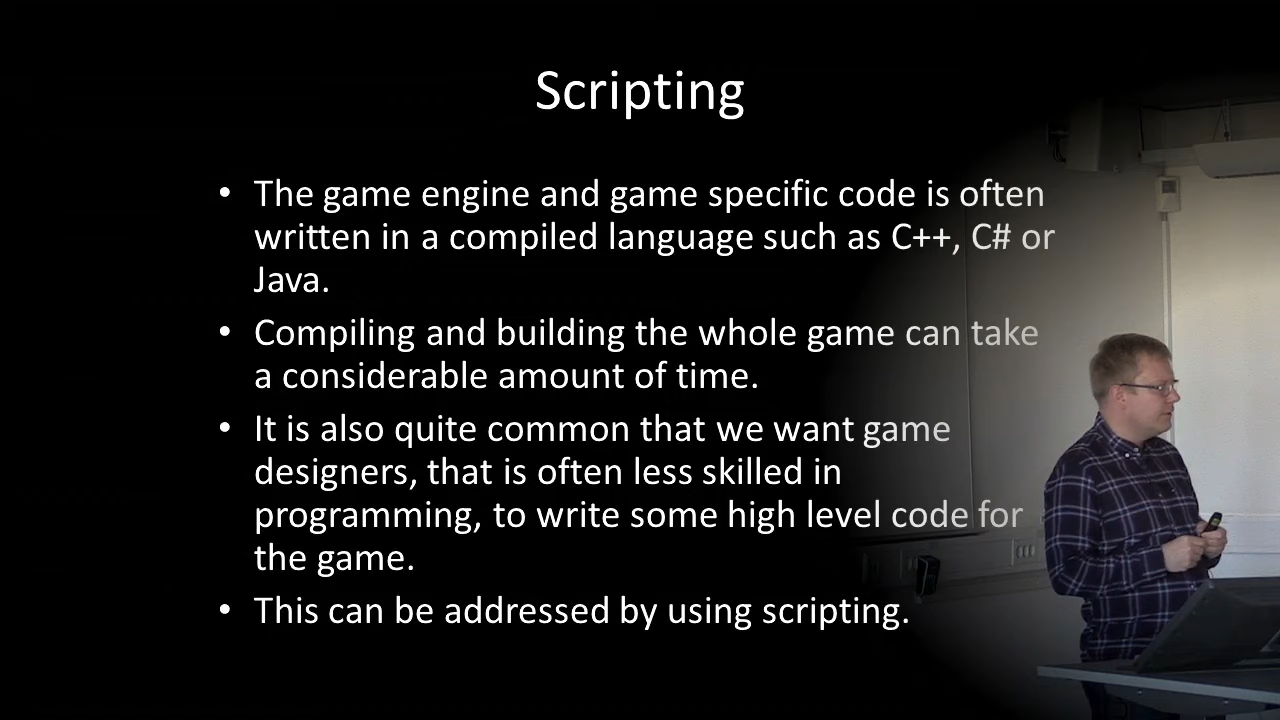 Scripting
• The game engine and game specific code is often
written in a compiled language such as C++, C# or
Java.
• Compiling and building the whole game can take
a considerable amount of time.
• It is also quite common that we want game
designers, that is often less skilled in
programming, to write some high level code for
the game.
• This can be addressed by using scripting.